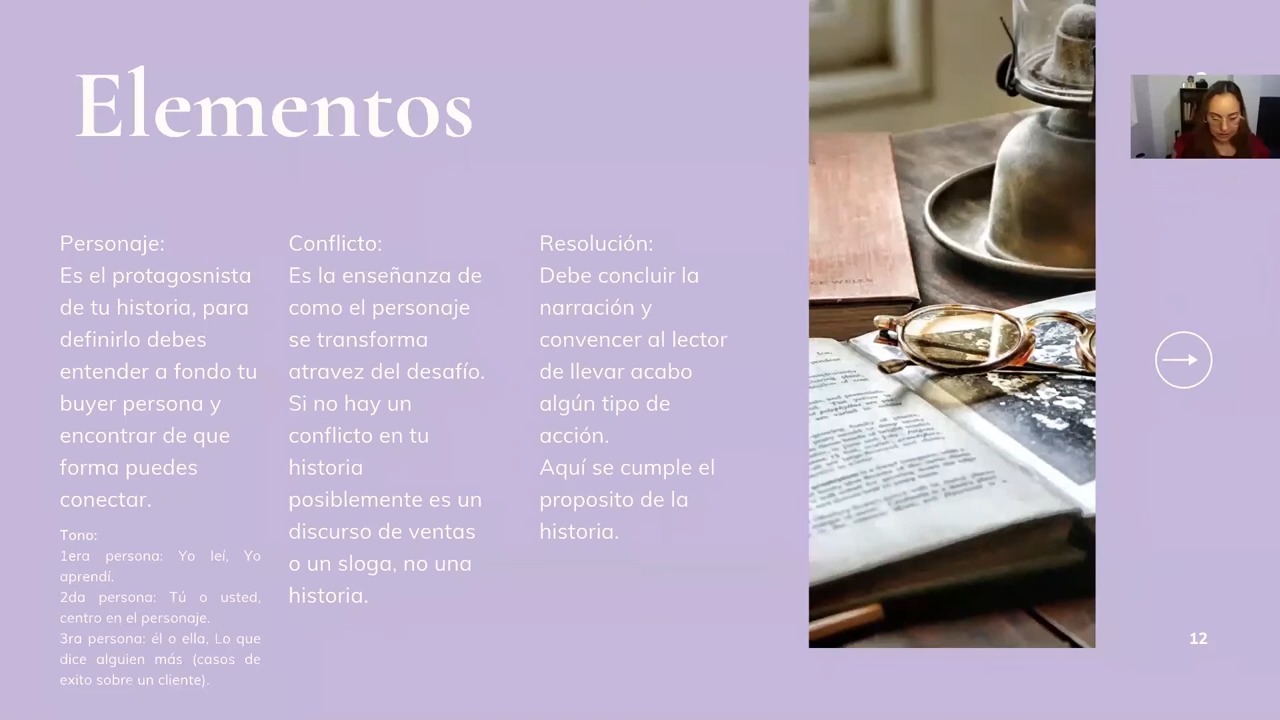 Elementos
Personaje:
Es el protagosnista
de tu historia, para
definirlo debes
entender a fondo tu
buyer persona y
encontrar de que
forma puedes
conectar.
Tono:
1era persona: Yo leí, Yo
aprendí.
2da persona: Tú o usted,
centro en el personaje.
3ra persona: él o ella, Lo que
dice alguien más (casos de
exito sobre un cliente).
Conflicto:
Es la enseñanza de
como el personaje
se transforma
atravez del desafío.
Si no hay un
conflicto en tu
historia
posiblemente es un
discurso de ventas
o un sloga, no una
historia.
Resolución:
Debe concluir la
narración y
convencer al lector
de llevar acabo
algún tipo de
acción.
Aquí se cumple el
proposito de la
historia.
12